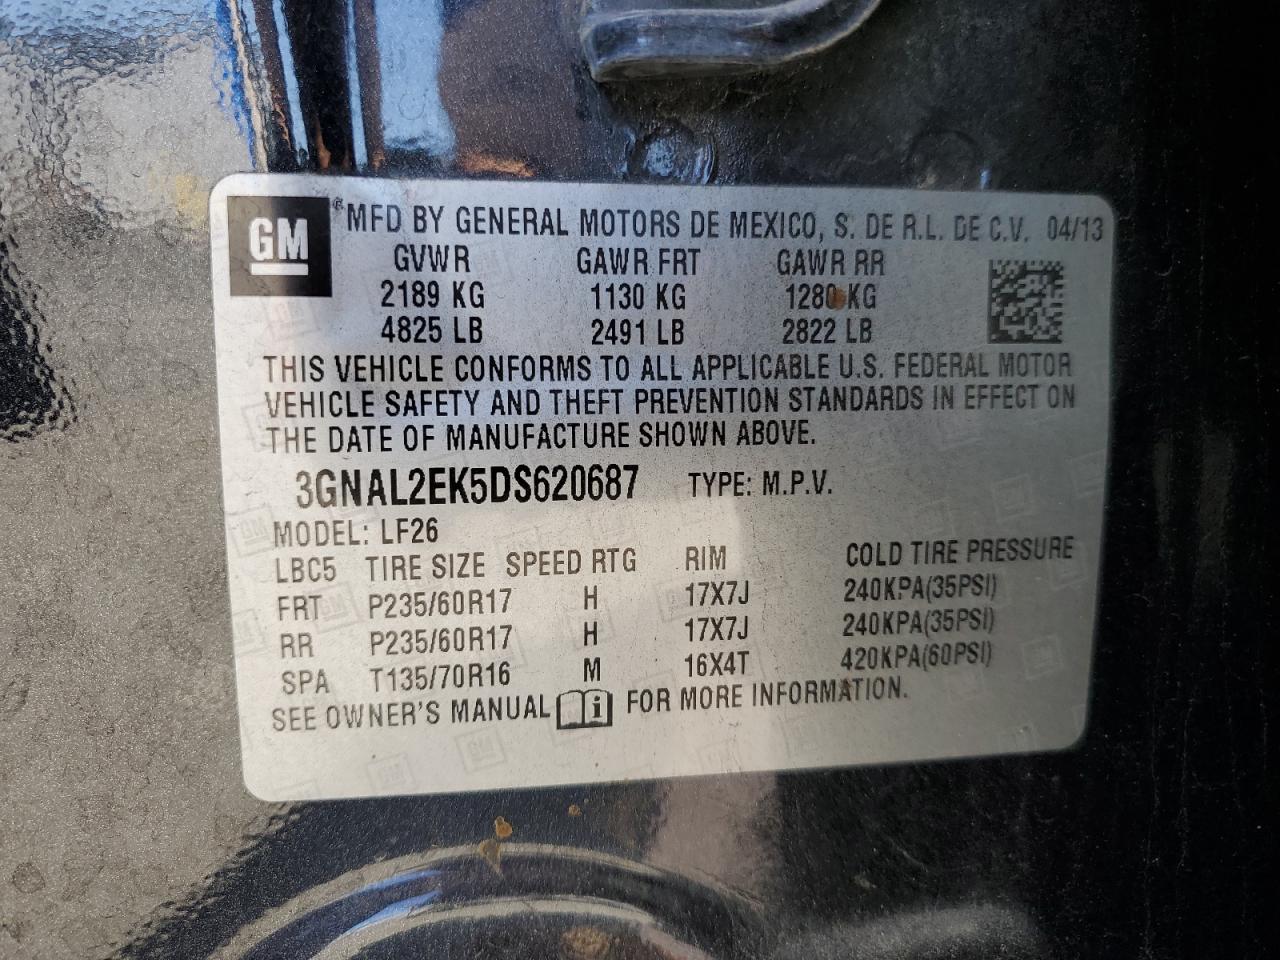 GM
®MFD BY GENERAL MOTORS DE MEXICO, S. DE R.L. DE C.V. 04/13
GVWR GAWR FRT GAWR RR
2189 KG 1130 KG 1280 KG
4825 LB 2491 LB 2822 LB
THIS VEHICLE CONFORMS TO ALL APPLICABLE U.S. FEDERAL MOTOR
VEHICLE SAFETY AND THEFT PREVENTION STANDARDS IN EFFECT ON
THE DATE OF MANUFACTURE SHOWN ABOVE.
3GNAL2EK5DS620687 TYPE: M.P.V.
MODEL: LF26
LBC5 TIRE SIZE SPEED RTG RIM COLD TIRE PRESSURE
FRT P235/60R17 H 17X7J 240KPA(35PSI)
RR P235/60R17 H 17X7J 240KPA(35PSI)
SPA T135/70R16 M 16X4T 420KPA(60PSI)
SEE OWNER'S MANUAL i FOR MORE INFORMATION.